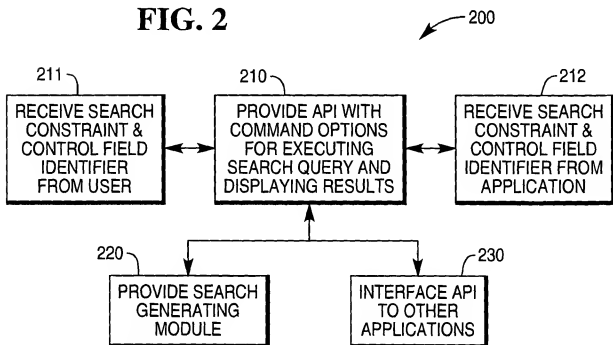 FIG. 2
200
211
RECEIVE SEARCH
CONSTRAINT &
CONTROL FIELD
IDENTIFIER
FROM USER
210
PROVIDE API WITH
COMMAND OPTIONS
FOR EXECUTING
SEARCH QUERY AND
DISPLAYING RESULTS
212
RECEIVE SEARCH
CONSTRAINT &
CONTROL FIELD
IDENTIFIER FROM
APPLICATION
220
PROVIDE SEARCH
GENERATING
MODULE
230
INTERFACE API
TO OTHER
APPLICATIONS